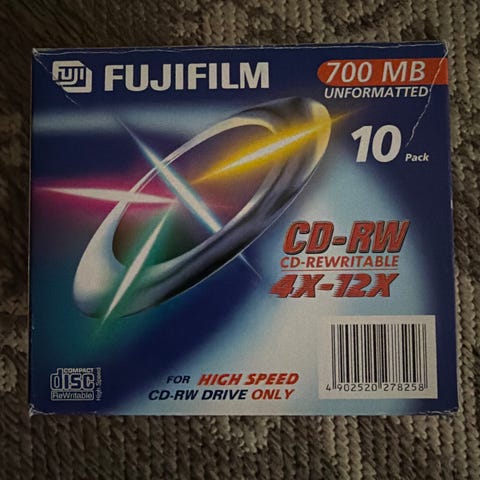 FUJI
FUJIFILM
700 MB
UNFORMATTED
10 Pack
CD-RW
CD-REWRITABLE
4X-12X
COMPACT
disc
ReWritable
High Speed
FOR HIGH SPEED
CD-RW DRIVE ONLY
4 902520 278258